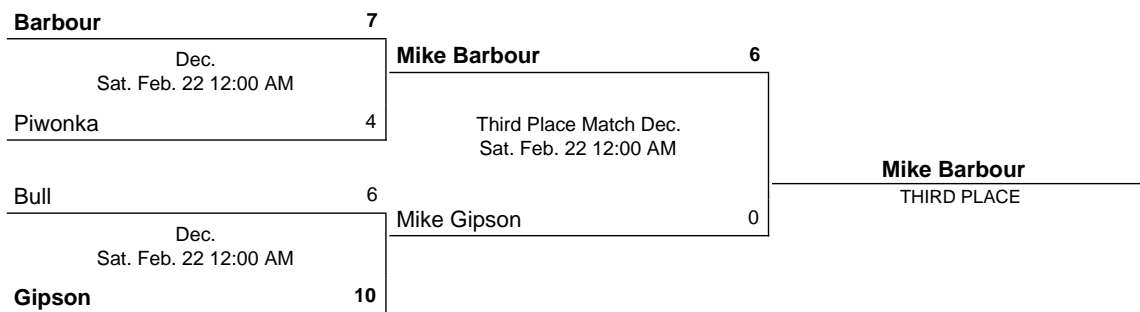 Barbour 7
Dec.
Sat. Feb. 22 12:00 AM
Piwonka 4
Bull 6
Dec.
Sat. Feb. 22 12:00 AM
Gipson 10
Mike Barbour 6
Third Place Match Dec.
Sat. Feb. 22 12:00 AM
Mike Gipson 0
Mike Barbour
THIRD PLACE